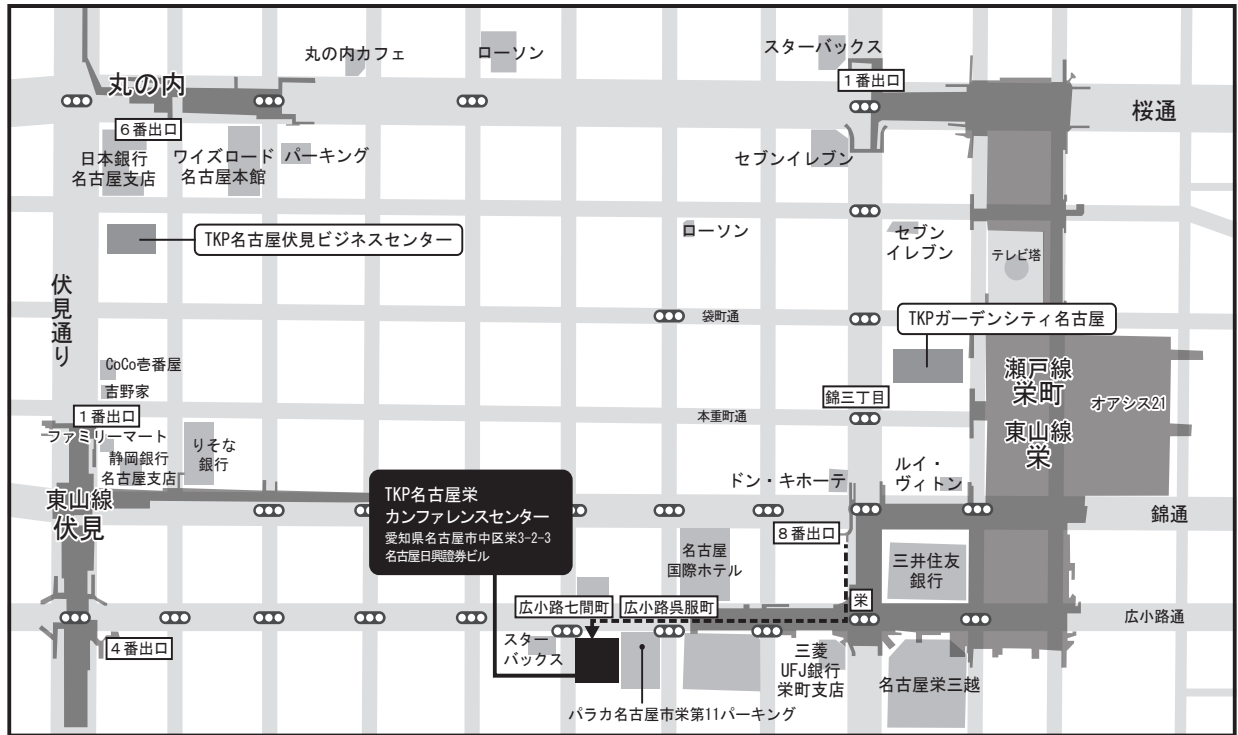 丸の内カフェ
ローソン
スターバックス
丸の内
1番出口
桜通
6番出口
日本銀行
名古屋支店
ワイズロード
名古屋本館
パーキング
セブンイレブン
TKP名古屋伏見ビジネスセンター
ローソン
セブン
イレブン
テレビ塔
伏見通り
袋町通
TKPガーデンシティ名古屋
CoCo壱番屋
吉野家
瀬戸線
栄町
オアシス21
錦三丁目
1番出口
本重町通
東山線
栄
ファミリーマート
静岡銀行
名古屋支店
りそな
銀行
ドン・キホーテ
ルイ・
ヴィトン
東山線
伏見
TKP名古屋栄
カンファレンスセンター
愛知県名古屋市中区栄3-2-3
名古屋日興證券ビル
錦通
8番出口
名古屋
国際ホテル
三井住友
銀行
広小路七間町
広小路呉服町
栄
広小路通
4番出口
スター
バックス
三菱
UFJ銀行
栄町支店
名古屋栄三越
パラカ名古屋市栄第11パーキング